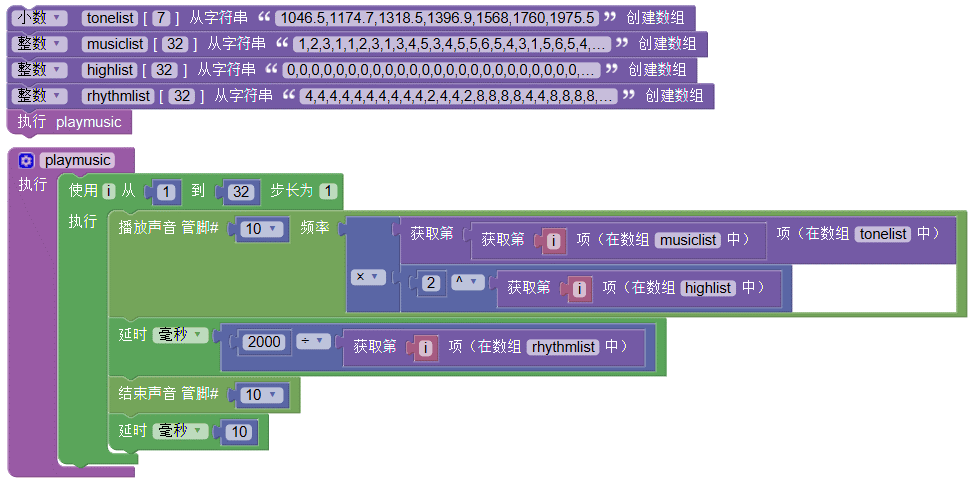 小数 tonelist [ 7 ] 从字符串 “ 1046.5,1174.7,1318.5,1396.9,1568,1760,1975.5 ” 创建数组
整数 musiclist [ 32 ] 从字符串 “ 1,2,3,1,1,2,3,1,3,4,5,3,4,5,5,6,5,4,3,1,5,6,5,4,... ” 创建数组
整数 highlist [ 32 ] 从字符串 “ 0,0,0,0,0,0,0,0,0,0,0,0,0,0,0,0,0,0,0,0,0,0,0,0,... ” 创建数组
整数 rhythmlist [ 32 ] 从字符串 “ 4,4,4,4,4,4,4,4,4,4,2,4,4,2,8,8,8,8,4,4,8,8,8,8,... ” 创建数组
执行 playmusic
playmusic
执行
使用 i 从 1 到 32 步长为 1
执行
播放声音 管脚# 10 频率 获取第 获取第 i 项（在数组 musiclist 中） 项（在数组 tonelist 中）
× 2 ^ 获取第 i 项（在数组 highlist 中）
延时 毫秒 2000 ÷ 获取第 i 项（在数组 rhythmlist 中）
结束声音 管脚# 10
延时 毫秒 10